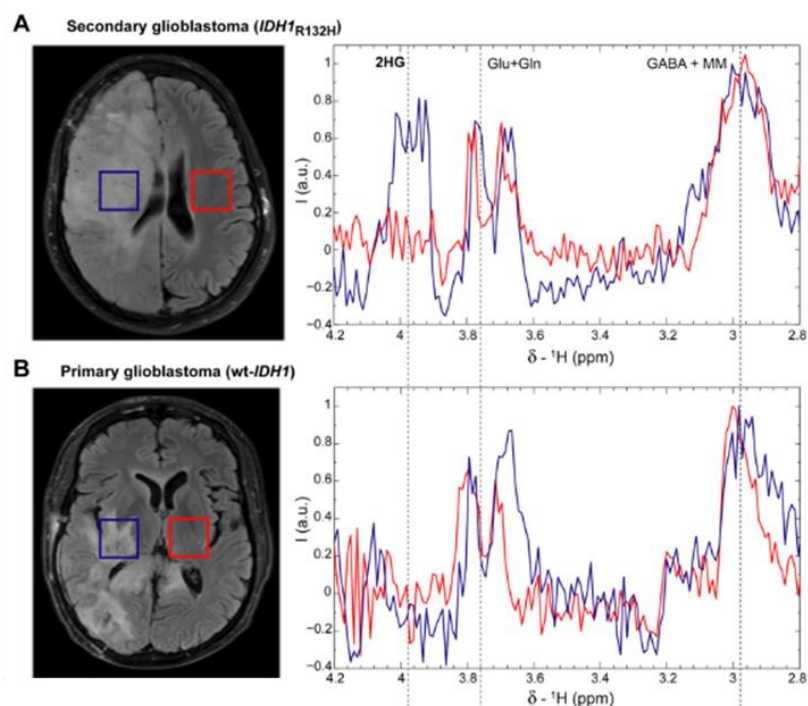 A
Secondary glioblastoma (IDH1R132H)
2HG
Glu+Gln
GABA + MM
I (a.u.)
1
0.8
0.6
0.4
0.2
0
−0.2
−0.4
4.2 4 3.8 3.6 3.4 3.2 3 2.8
δ - ¹H (ppm)
B
Primary glioblastoma (wt-IDH1)
I (a.u.)
1
0.8
0.6
0.4
0.2
0
−0.2
−0.4
4.2 4 3.8 3.6 3.4 3.2 3 2.8
δ - ¹H (ppm)